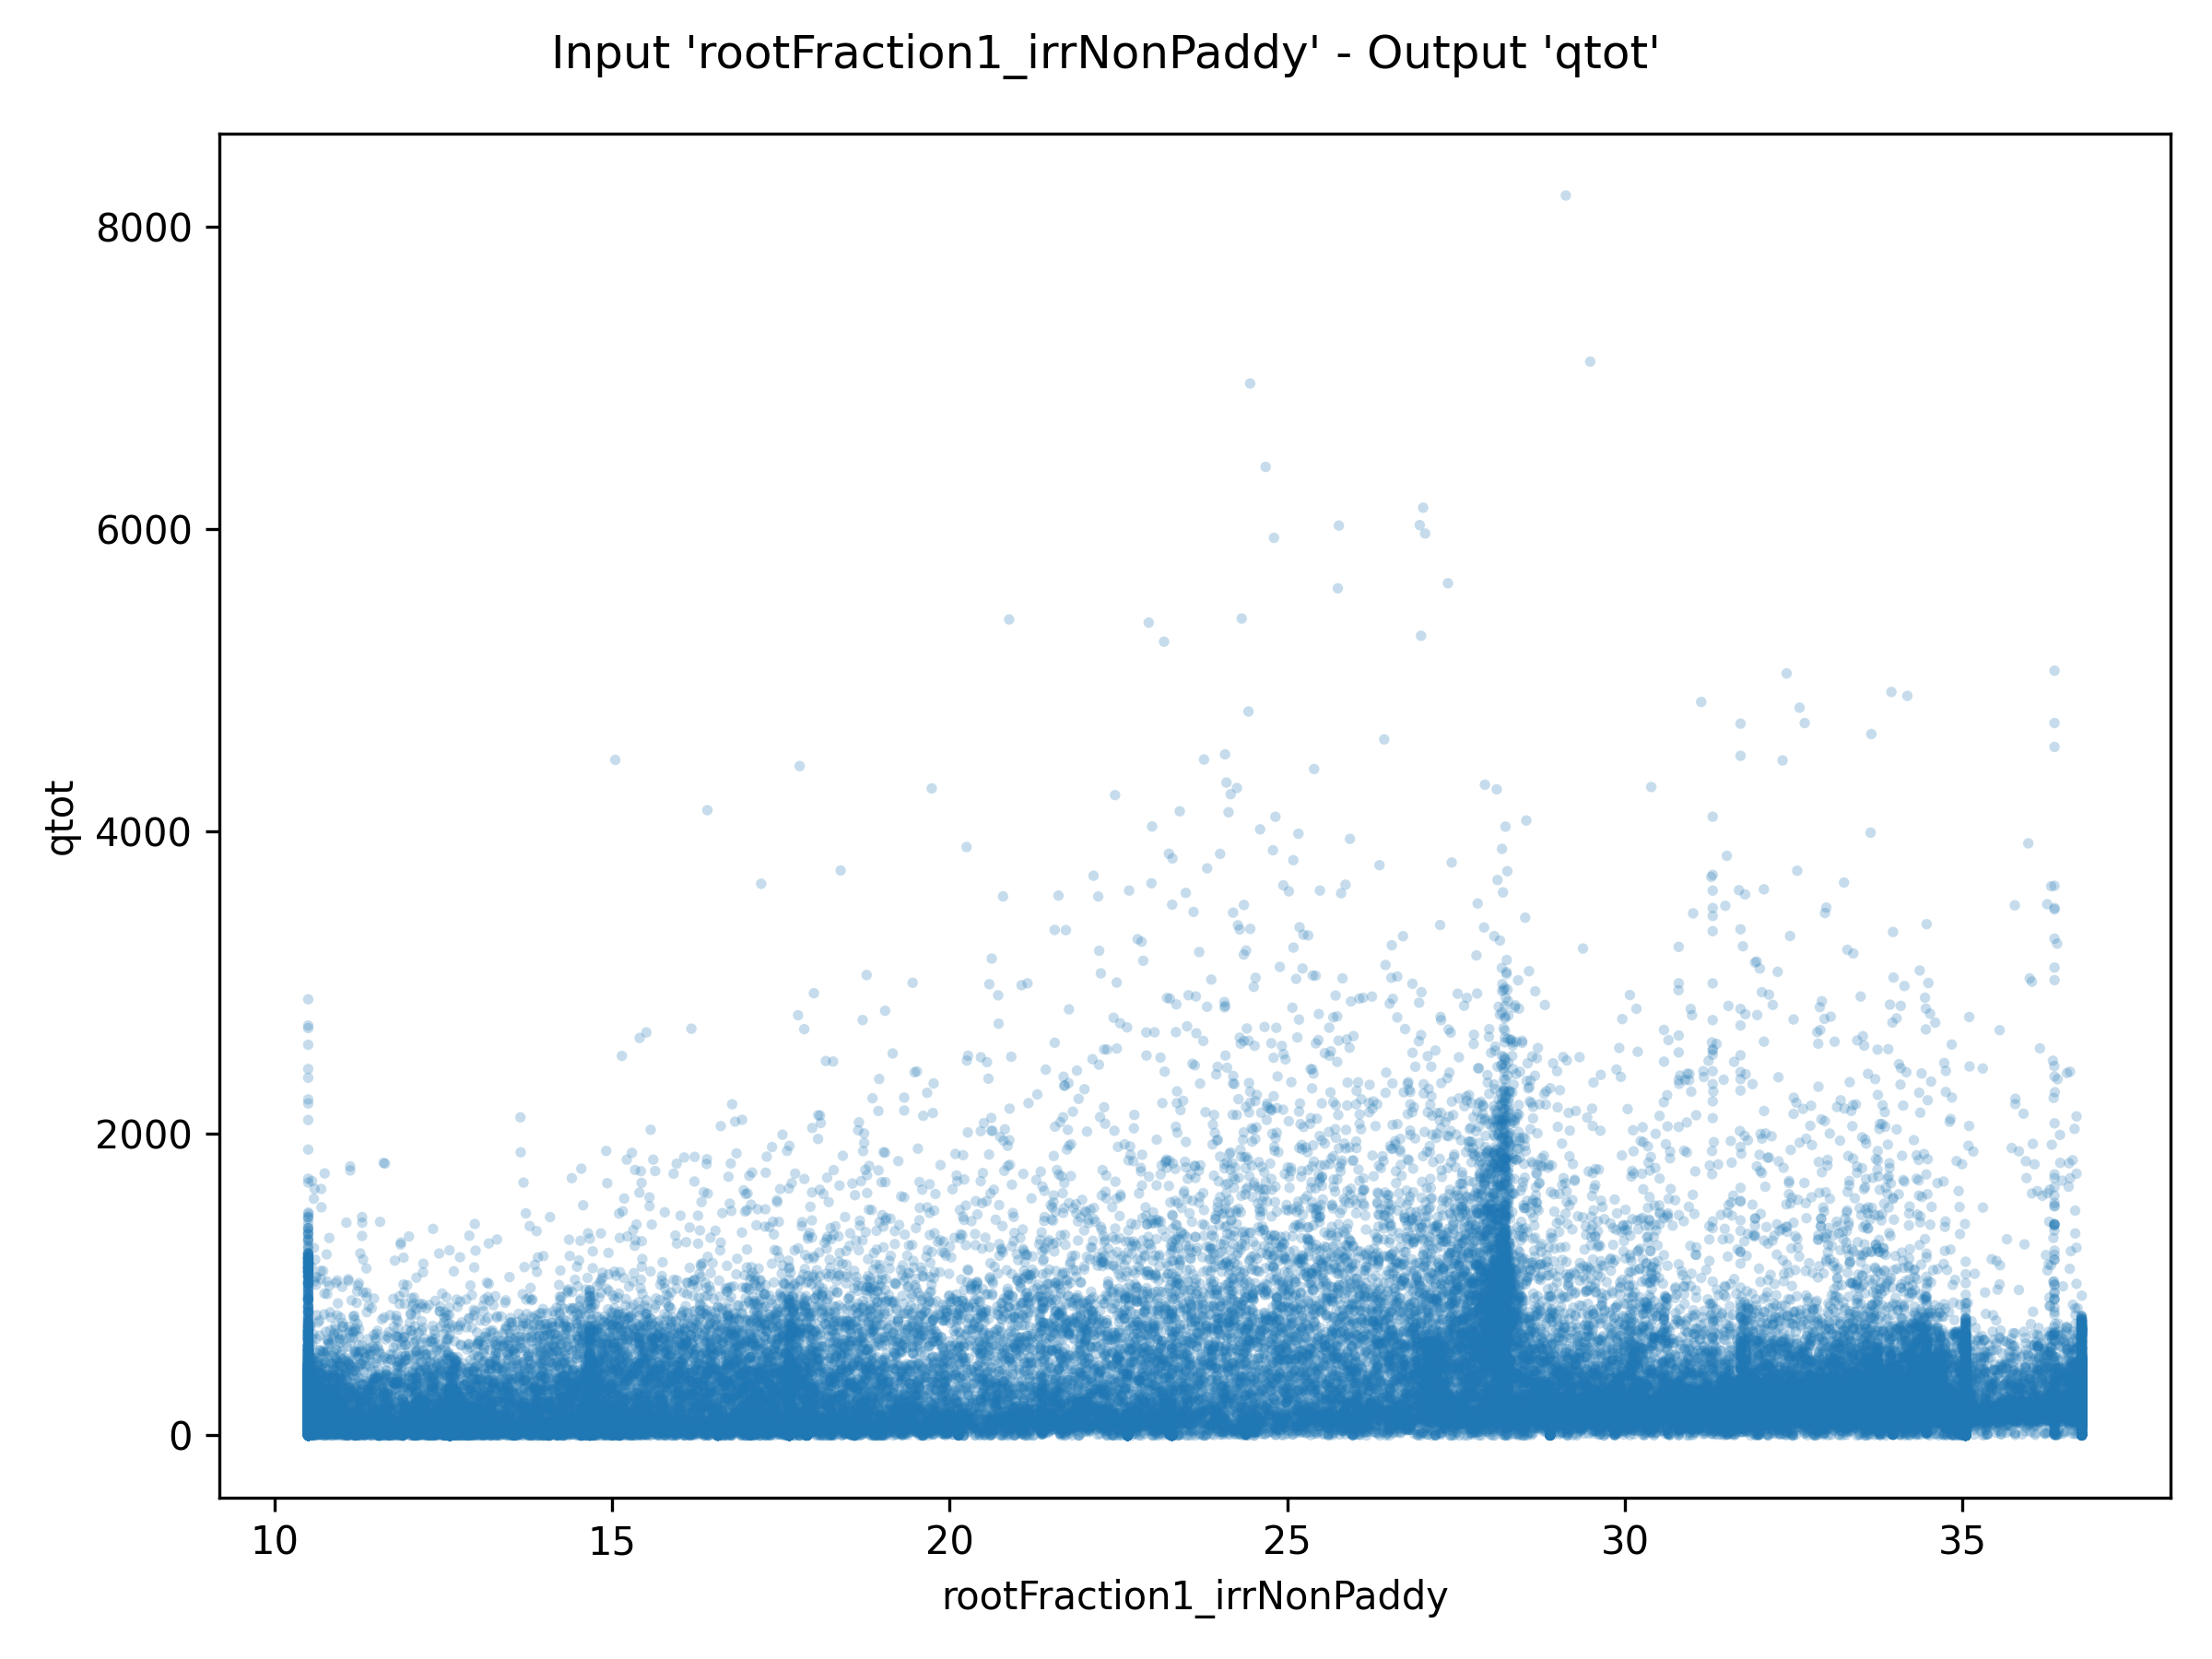 Input 'rootFraction1_irrNonPaddy' - Output 'qtot'
8000
6000
4000
2000
0
qtot
10 15 20 25 30 35
rootFraction1_irrNonPaddy